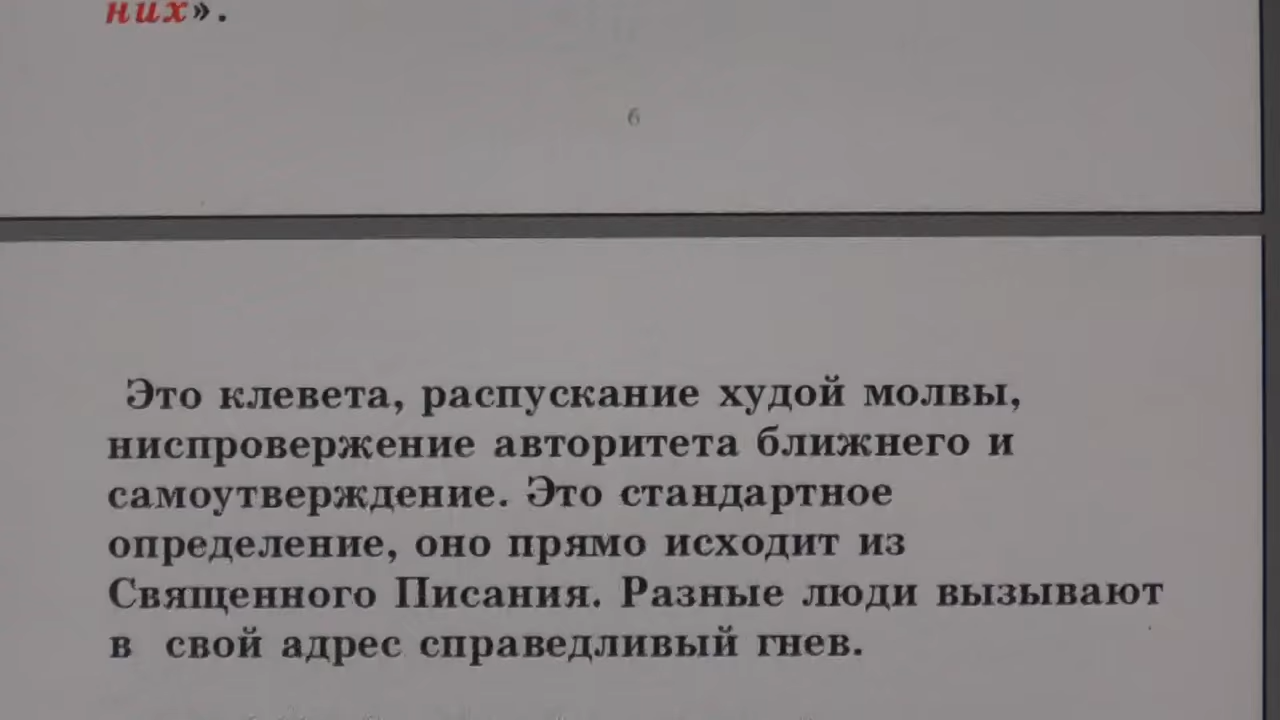 них».
6
Это клевета, распускание худой молвы,
ниспровержение авторитета ближнего и
самоутверждение. Это стандартное
определение, оно прямо исходит из
Священного Писания. Разные люди вызывают
в свой адрес справедливый гнев.